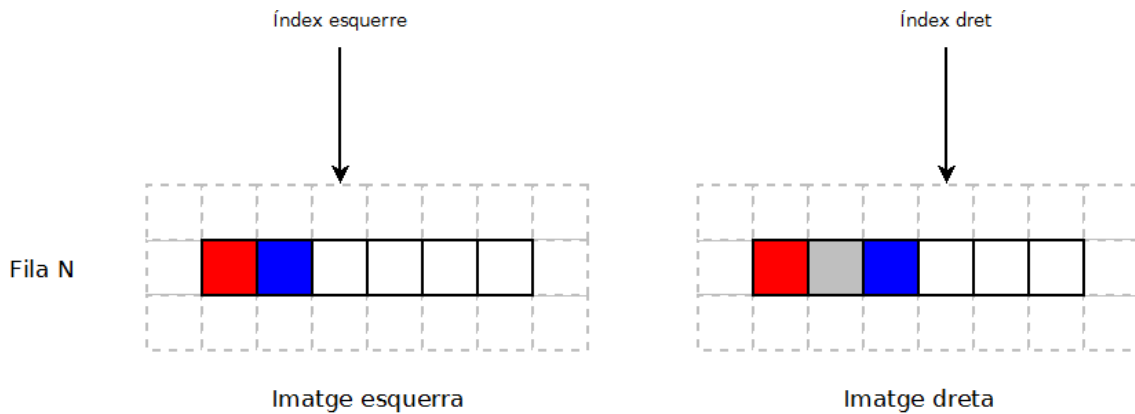 Índex esquerre
Índex dret
Fila N
Imatge esquerra
Imatge dreta